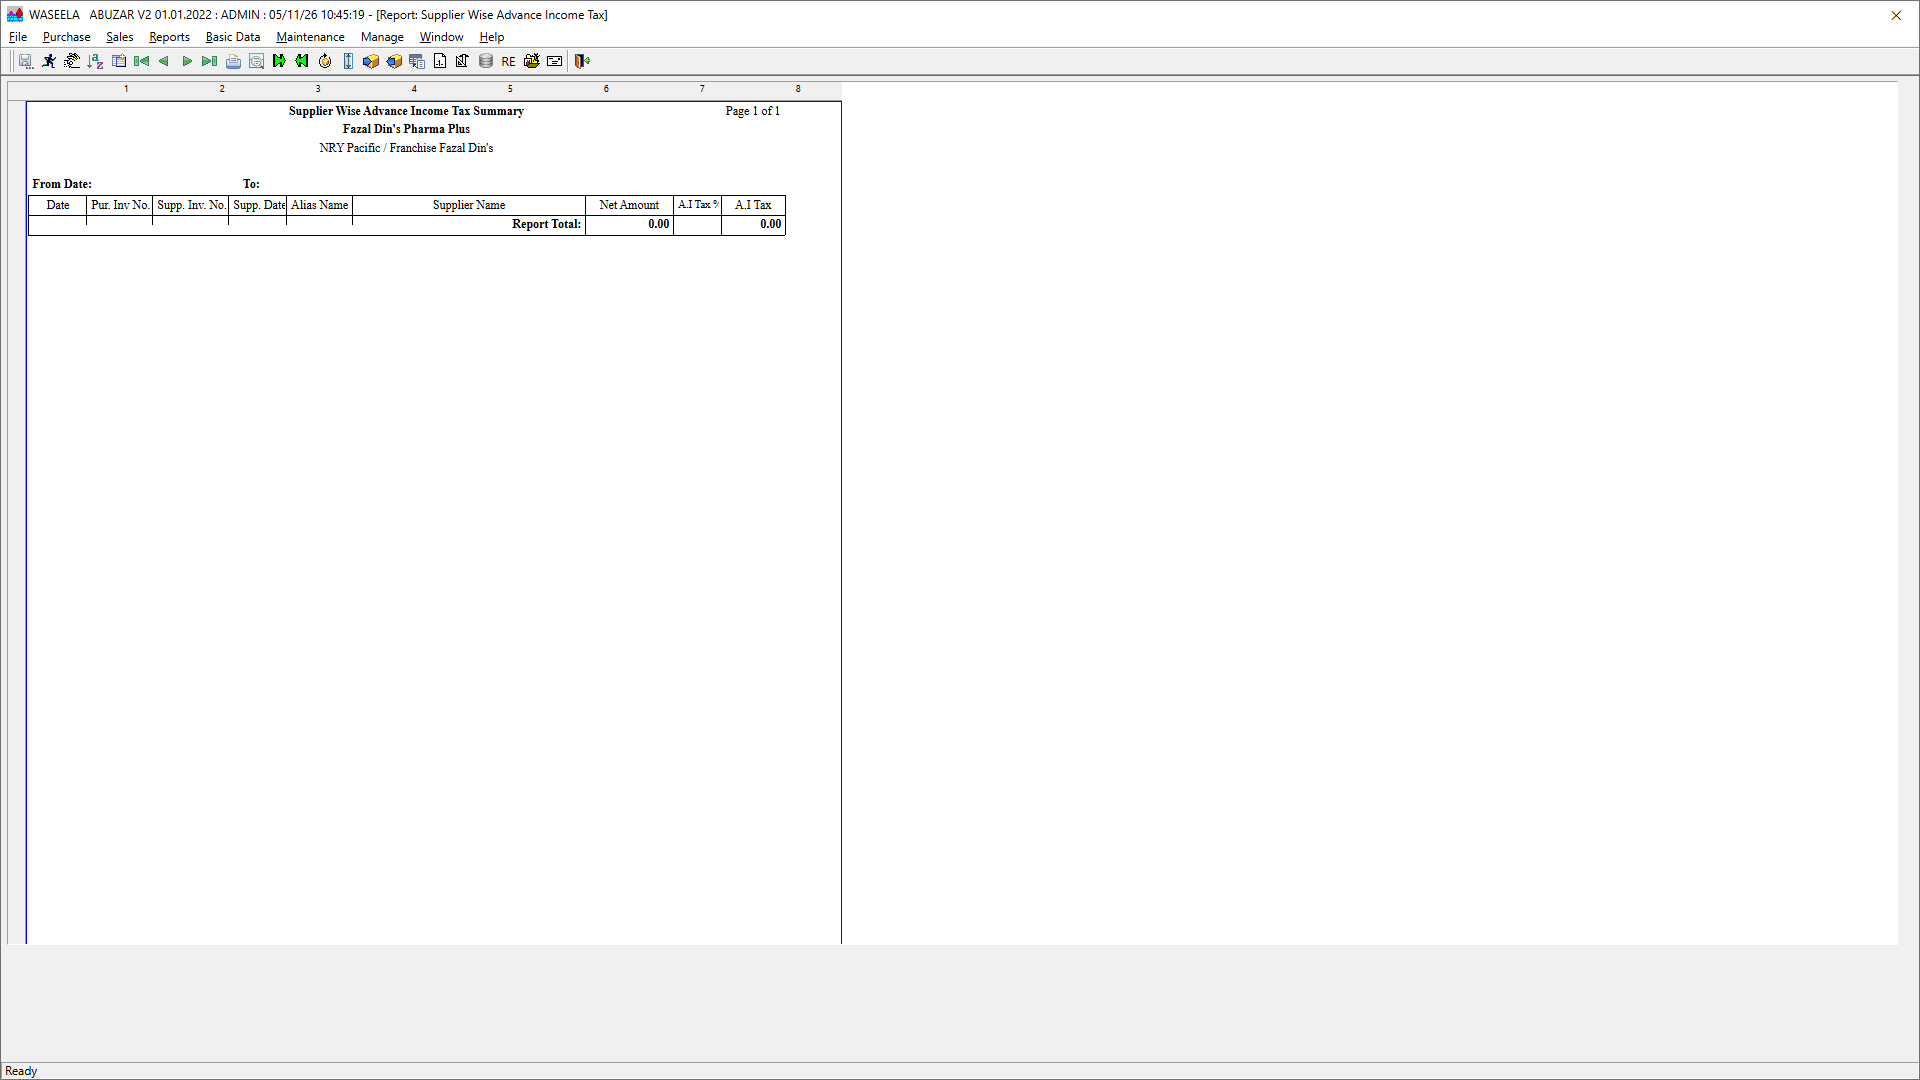 WASEELA ABUZAR V2 01.01.2022 : ADMIN : 05/11/26 10:45:19 - [Report: Supplier Wise Advance Income Tax]
File Purchase Sales Reports Basic Data Maintenance Manage Window Help
RE
1 2 3 4 5 6 7 8
Supplier Wise Advance Income Tax Summary Page 1 of 1
Fazal Din's Pharma Plus
NRY Pacific / Franchise Fazal Din's
From Date: To:
Date Pur. Inv No. Supp. Inv. No. Supp. Date Alias Name Supplier Name Net Amount A.I Tax % A.I Tax
Report Total: 0.00 0.00
Ready